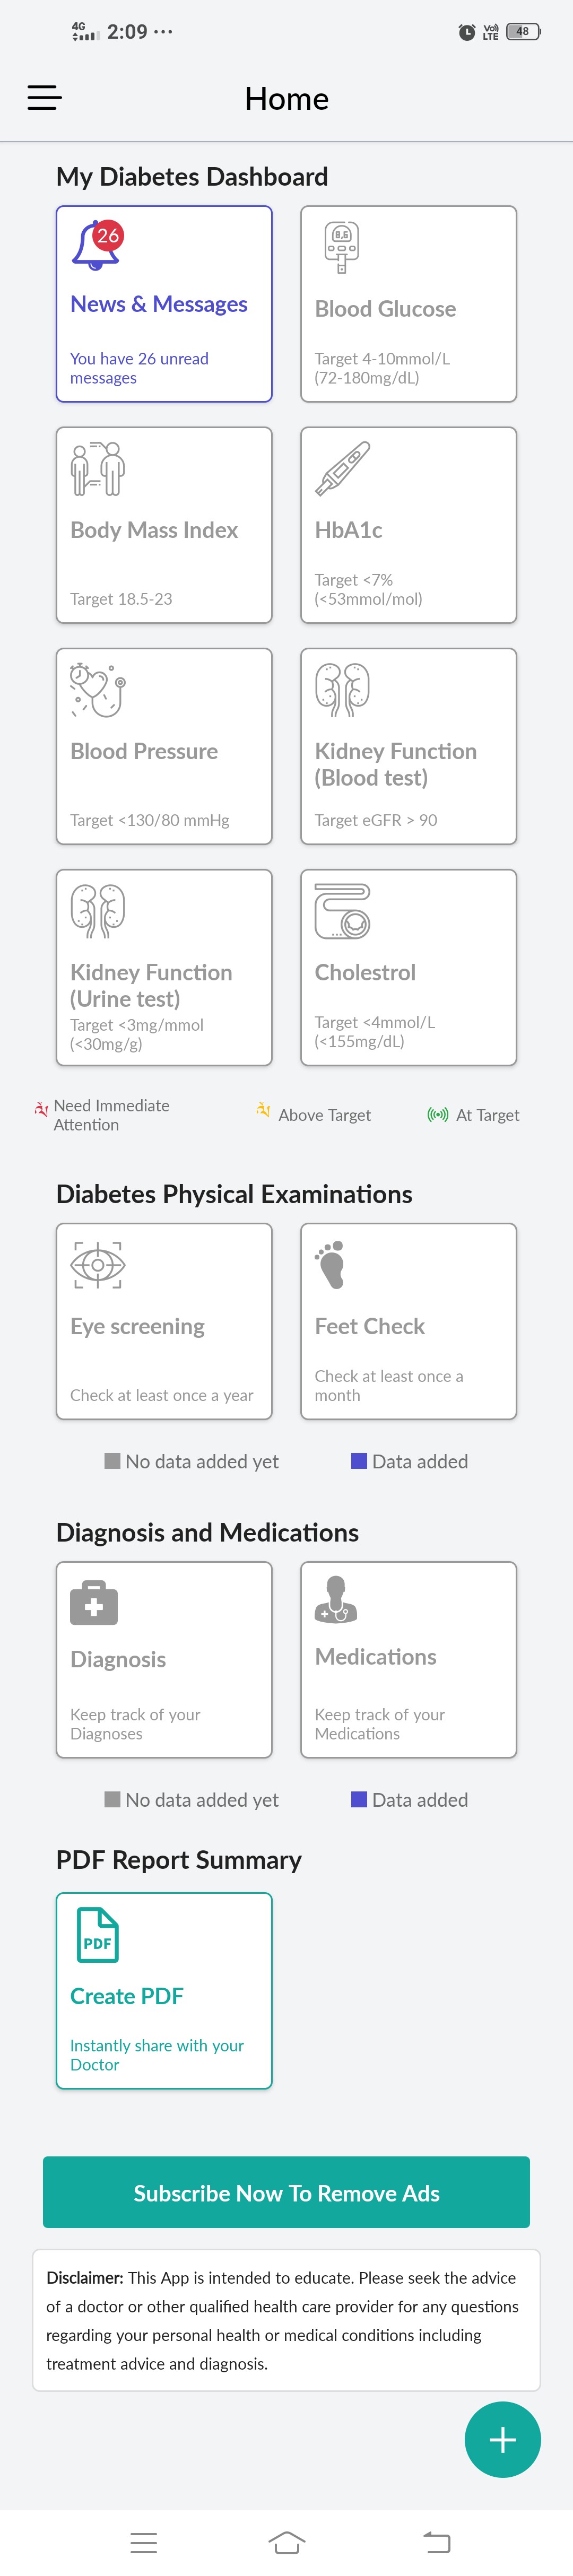 4G 2:09 ... Vo) LTE 48
Home
My Diabetes Dashboard
26
News & Messages
You have 26 unread
messages
8.6
Blood Glucose
Target 4-10mmol/L
(72-180mg/dL)
Body Mass Index
Target 18.5-23
HbA1c
Target <7%
(<53mmol/mol)
Blood Pressure
Target <130/80 mmHg
Kidney Function
(Blood test)
Target eGFR > 90
Kidney Function
(Urine test)
Target <3mg/mmol
(<30mg/g)
Cholestrol
Target <4mmol/L
(<155mg/dL)
Need Immediate
Attention
Above Target
At Target
Diabetes Physical Examinations
Eye screening
Check at least once a year
Feet Check
Check at least once a
month
No data added yet
Data added
Diagnosis and Medications
Diagnosis
Keep track of your
Diagnoses
Medications
Keep track of your
Medications
No data added yet
Data added
PDF Report Summary
PDF
Create PDF
Instantly share with your
Doctor
Subscribe Now To Remove Ads
Disclaimer: This App is intended to educate. Please seek the advice
of a doctor or other qualified health care provider for any questions
regarding your personal health or medical conditions including
treatment advice and diagnosis.